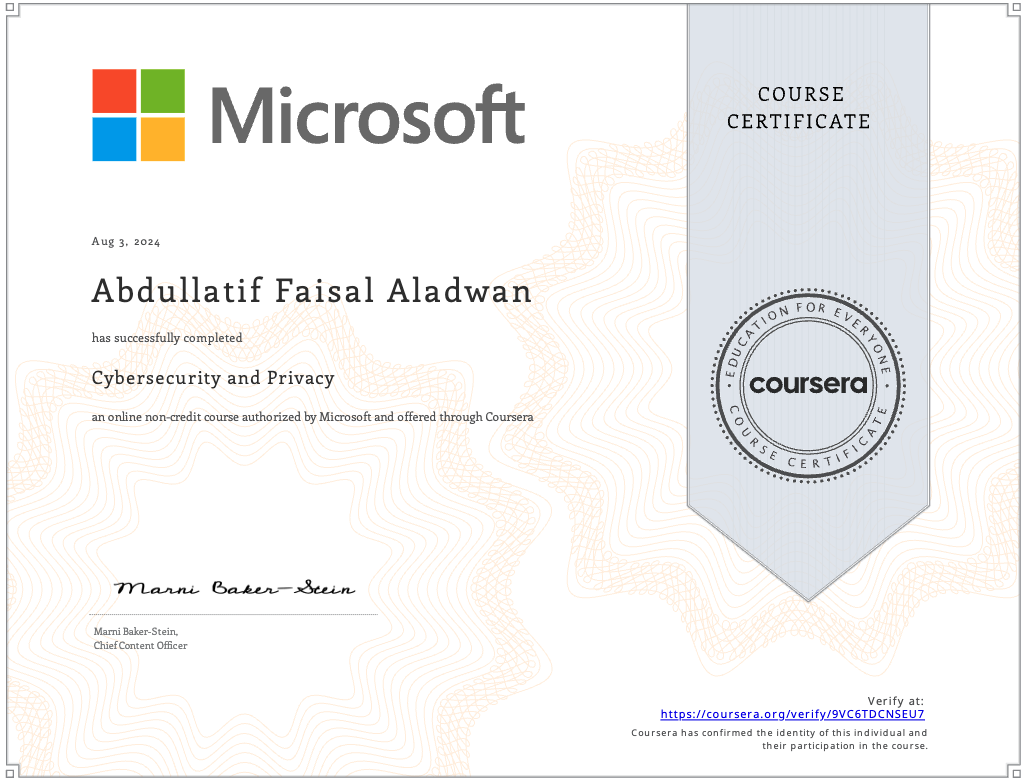 Microsoft
COURSE
CERTIFICATE
Aug 3, 2024
Abdullatif Faisal Aladwan
has successfully completed
Cybersecurity and Privacy
an online non-credit course authorized by Microsoft and offered through Coursera
EDUCATION FOR EVERYONE
coursera
COURSE CERTIFICATE
Marni Baker-Stein
Marni Baker-Stein,
Chief Content Officer
Verify at:
https://coursera.org/verify/9VC6TDCNSEU7
Coursera has confirmed the identity of this individual and
their participation in the course.